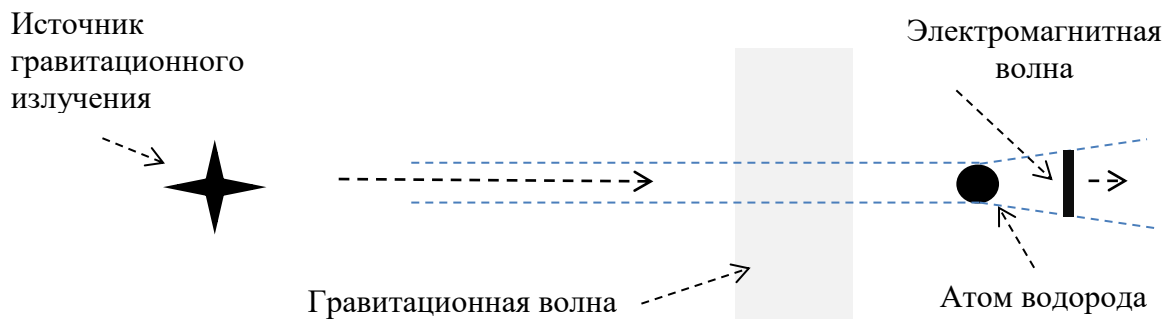 Источник
гравитационного
излучения
Электромагнитная
волна
Гравитационная волна
Атом водорода